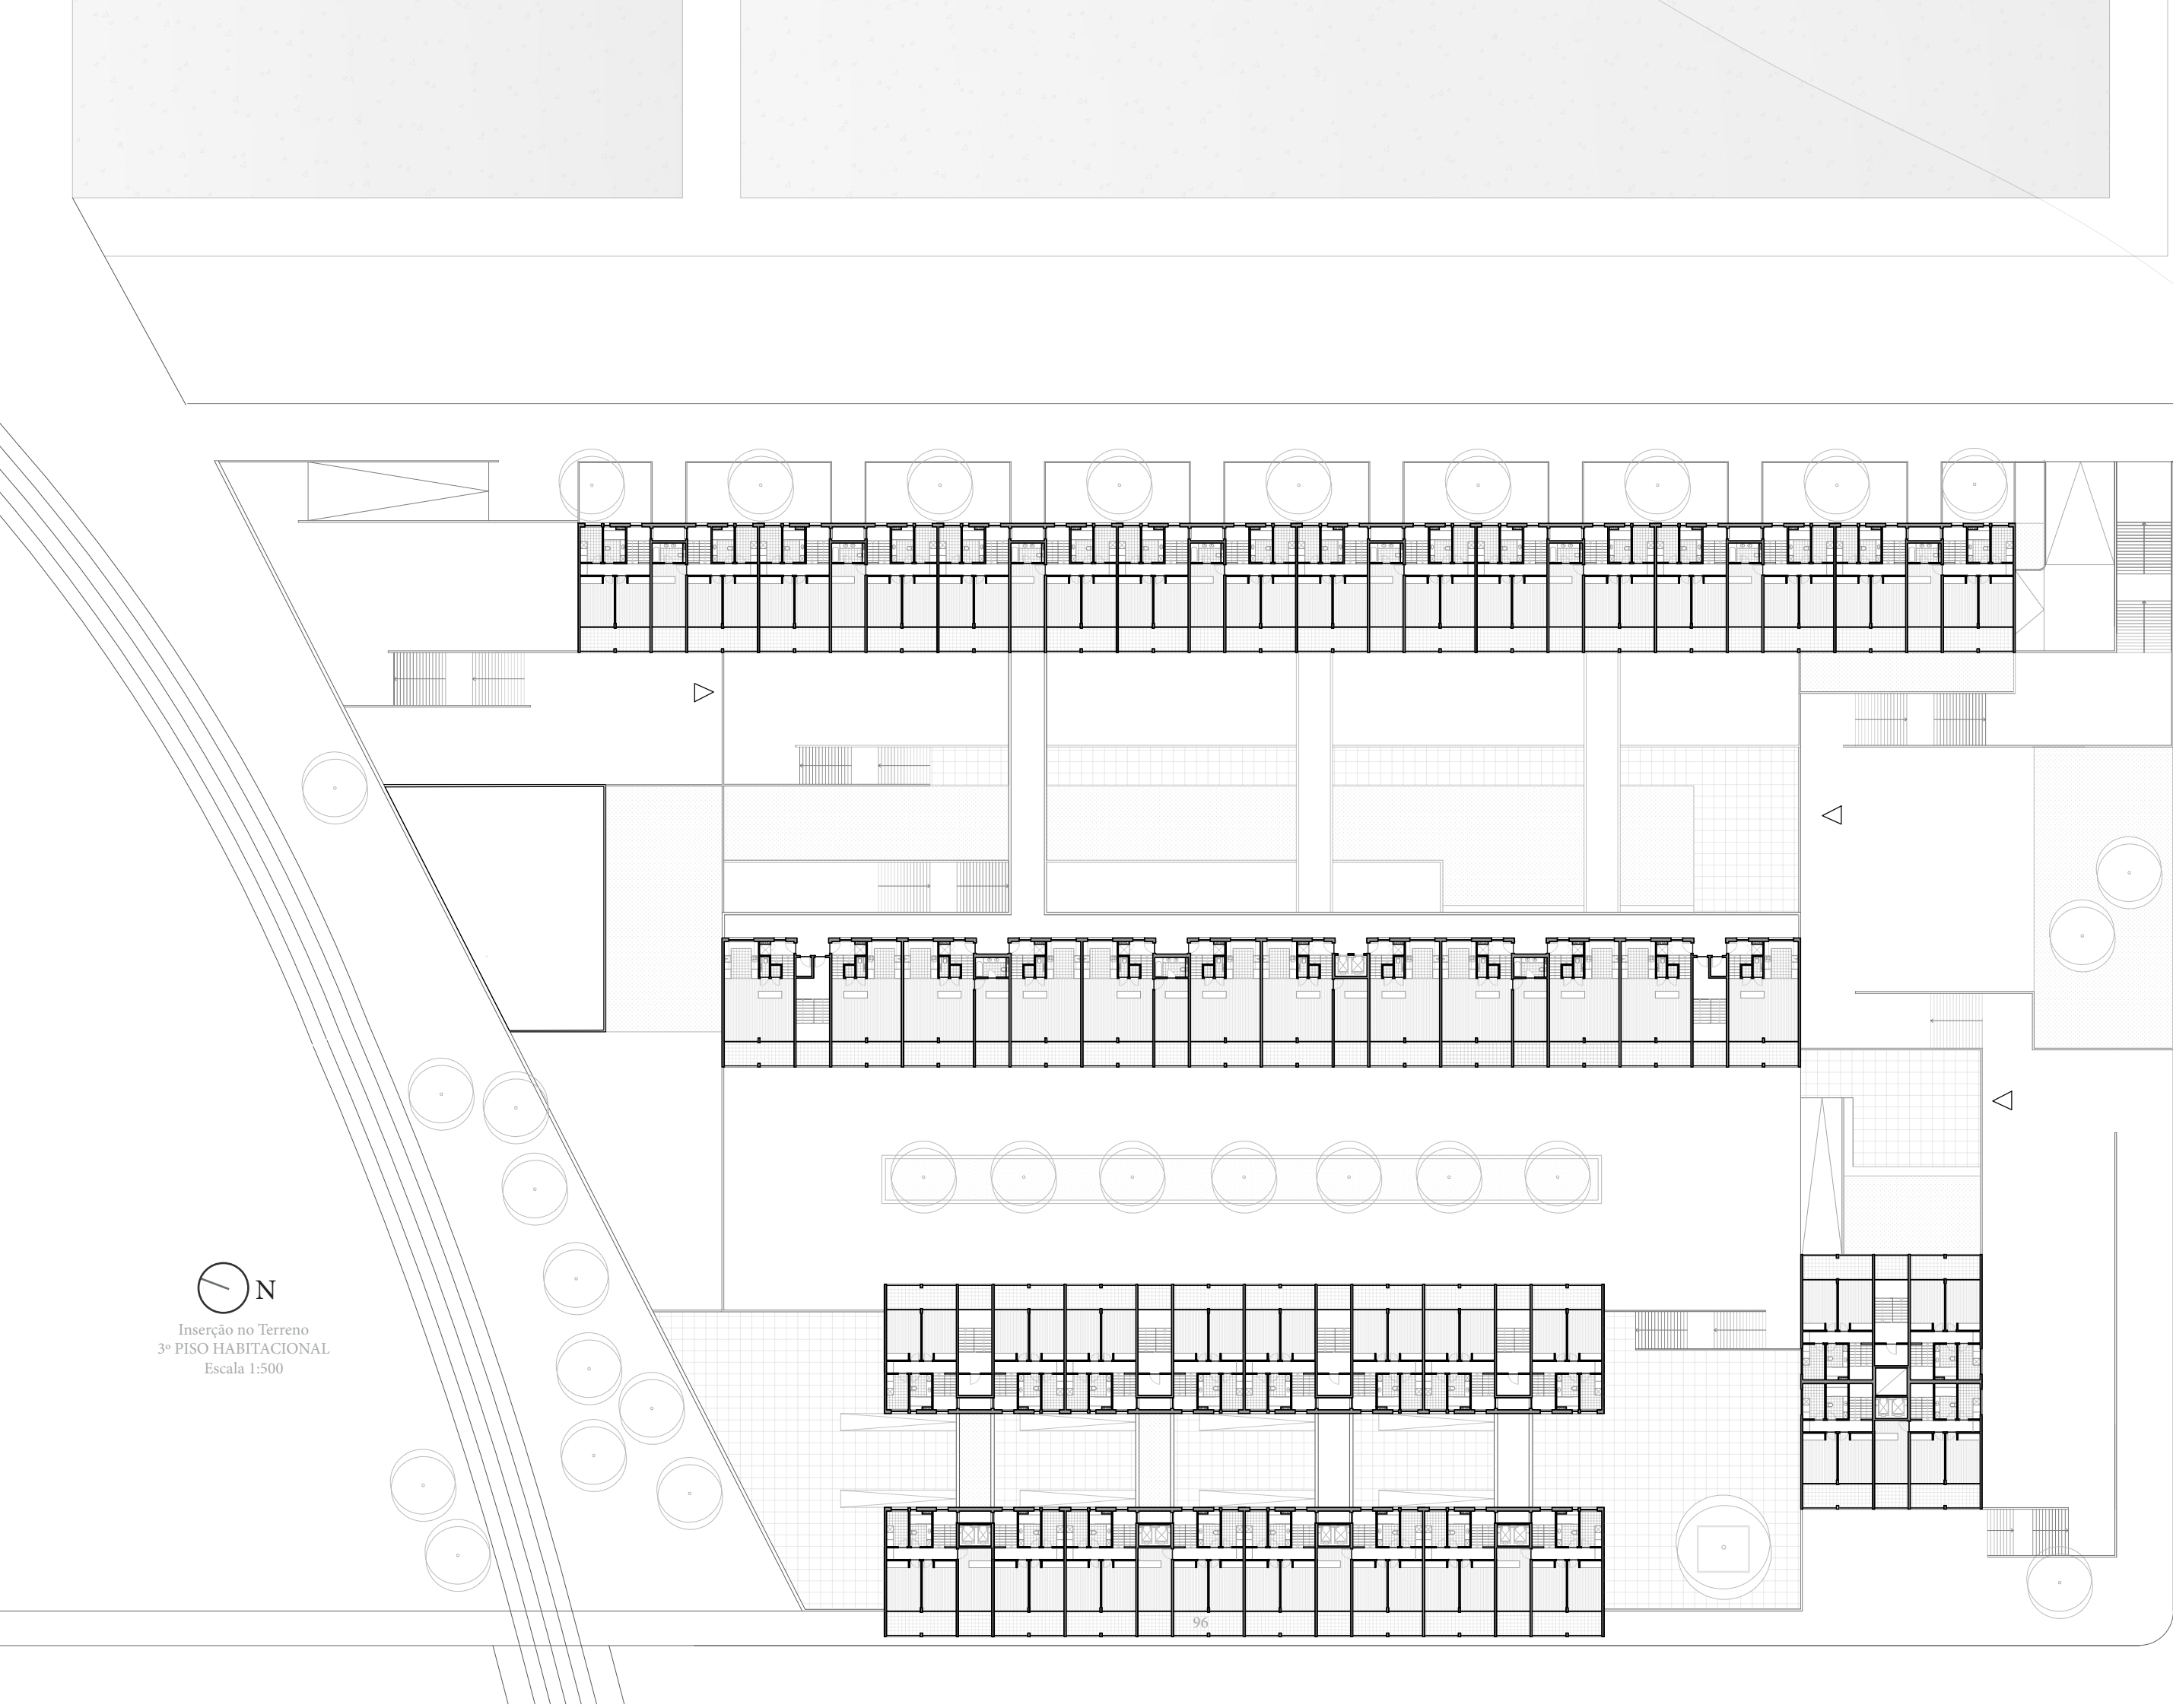 N
Inserção no Terreno
3º PISO HABITACIONAL
Escala 1:500
96